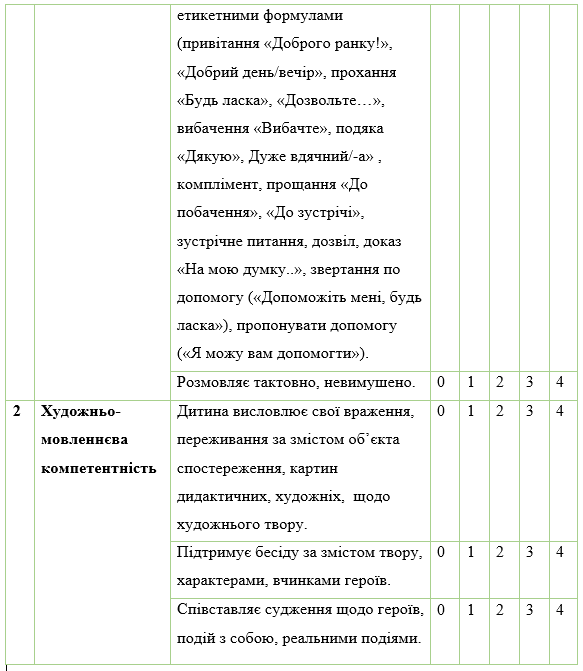 етикетними формулами
(привітання «Доброго ранку!»,
«Добрий день/вечір», прохання
«Будь ласка», «Дозвольте…»,
вибачення «Вибачте», подяка
«Дякую», Дуже вдячний/-а» ,
комплімент, прощання «До
побачення», «До зустрічі»,
зустрічне питання, дозвіл, доказ
«На мою думку..», звертання по
допомогу («Допоможіть мені, будь
ласка»), пропонувати допомогу
(«Я можу вам допомогти»).
Розмовляє тактовно, невимушено. 0 1 2 3 4
2 Художньо- Дитина висловлює свої враження, 0 1 2 3 4
мовленнєва переживання за змістом об’єкта
компетентність спостереження, картин
дидактичних, художніх, щодо
художнього твору.
Підтримує бесіду за змістом твору, 0 1 2 3 4
характерами, вчинками героїв.
Співставляє судження щодо героїв, 0 1 2 3 4
подій з собою, реальними подіями.